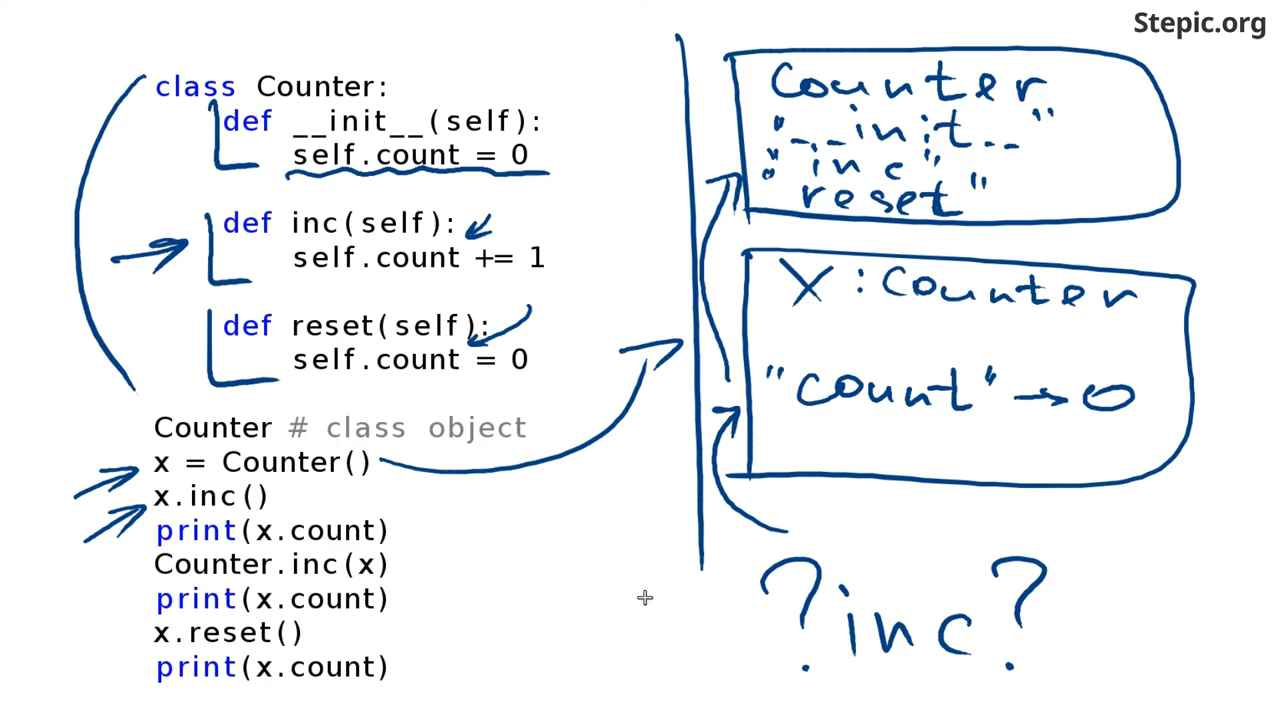 Stepic.org
class Counter:
def __init__(self):
self.count = 0
def inc(self):
self.count += 1
def reset(self):
self.count = 0
Counter # class object
x = Counter()
x.inc()
print(x.count)
Counter.inc(x)
print(x.count)
x.reset()
print(x.count)
Counter
"__init__"
"inc"
reset"
X : Counter
"count" → 0
? inc ?